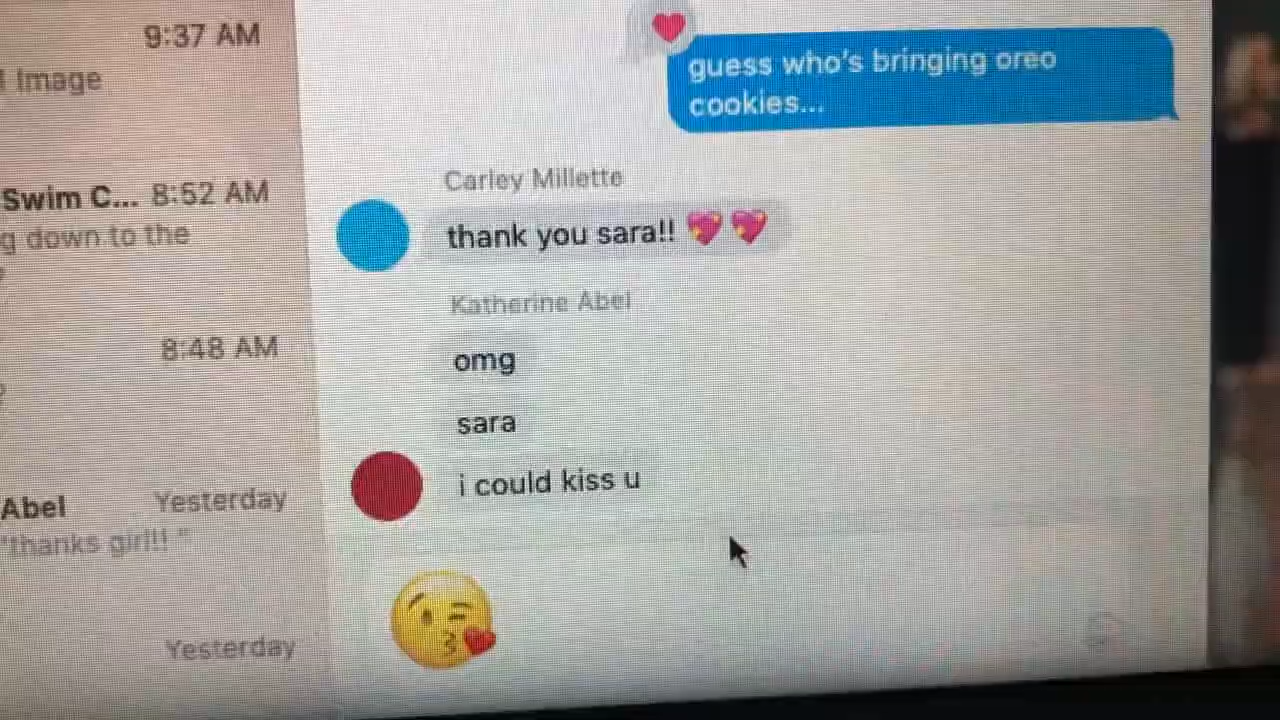 9:37 AM
Image
Swim C... 8:52 AM
g down to the
8:48 AM
Abel Yesterday
"thanks girl!! "
Yesterday
guess who's bringing oreo
cookies...
Carley Millette
thank you sara!! 💖 💖
Katherine Abel
omg
sara
i could kiss u
😘